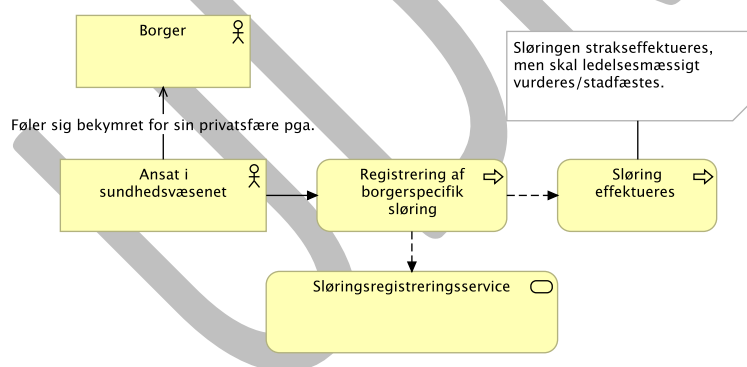 Borger
Sløringen strakseffektueres,
men skal ledelsesmæssigt
vurderes/stadfæstes.
Føler sig bekymret for sin privatsfære pga.
Ansat i
sundhedsvæsenet
Registrering af
borgerspecifik
sløring
Sløring
effektueres
Sløringsregistreringsservice